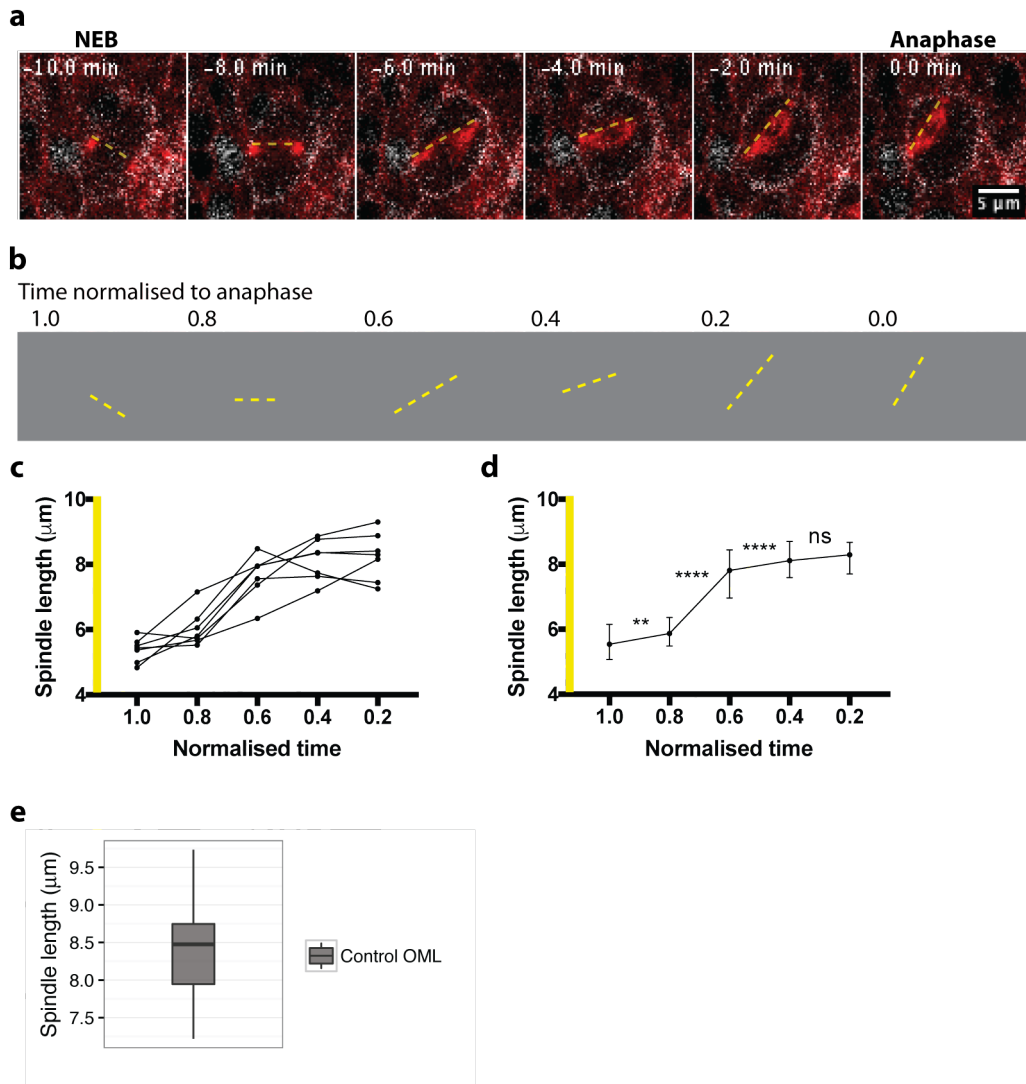 a
NEB
Anaphase
−10.0 min
−8.0 min
−6.0 min
−4.0 min
−2.0 min
0.0 min
5 µm
b
Time normalised to anaphase
1.0 0.8 0.6 0.4 0.2 0.0
c
Spindle length (µm)
10
8
6
4
1.0 0.8 0.6 0.4 0.2
Normalised time
d
Spindle length (µm)
10
8
6
4
** **** **** ns
1.0 0.8 0.6 0.4 0.2
Normalised time
e
Spindle length (µm)
9.5
9.0
8.5
8.0
7.5
Control OML